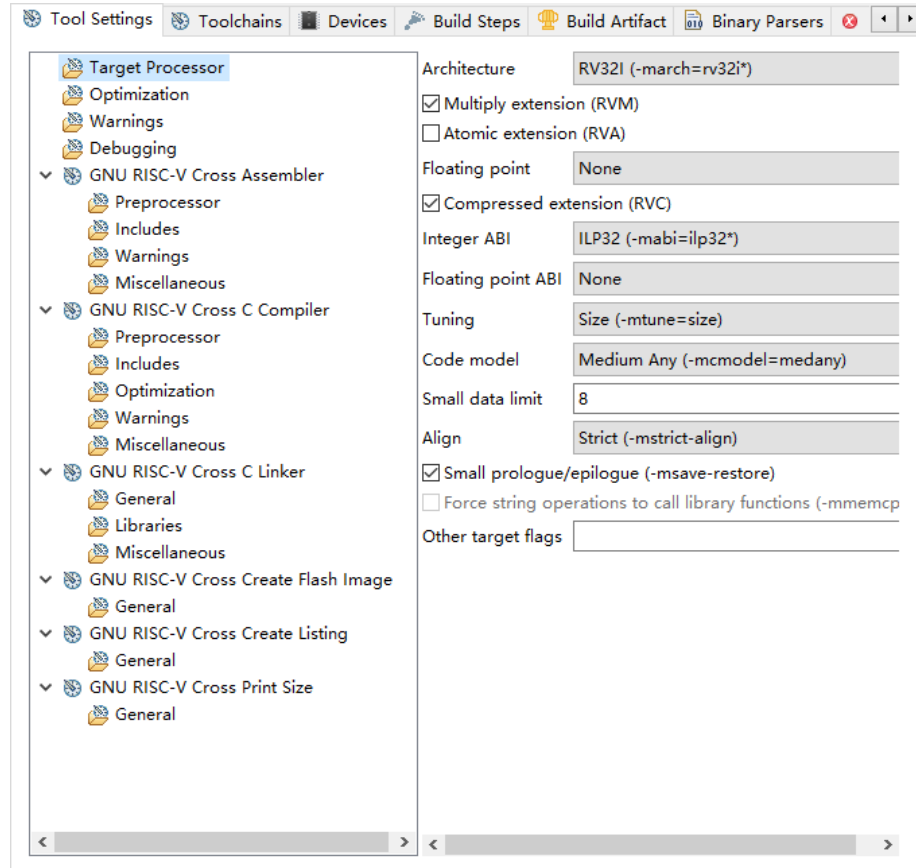 Tool Settings Toolchains Devices Build Steps Build Artifact Binary Parsers
Target Processor
Optimization
Warnings
Debugging
GNU RISC-V Cross Assembler
Preprocessor
Includes
Warnings
Miscellaneous
GNU RISC-V Cross C Compiler
Preprocessor
Includes
Optimization
Warnings
Miscellaneous
GNU RISC-V Cross C Linker
General
Libraries
Miscellaneous
GNU RISC-V Cross Create Flash Image
General
GNU RISC-V Cross Create Listing
General
GNU RISC-V Cross Print Size
General
Architecture RV32I (-march=rv32i*)
Multiply extension (RVM)
Atomic extension (RVA)
Floating point None
Compressed extension (RVC)
Integer ABI ILP32 (-mabi=ilp32*)
Floating point ABI None
Tuning Size (-mtune=size)
Code model Medium Any (-mcmodel=medany)
Small data limit 8
Align Strict (-mstrict-align)
Small prologue/epilogue (-msave-restore)
Force string operations to call library functions (-mmemcp
Other target flags